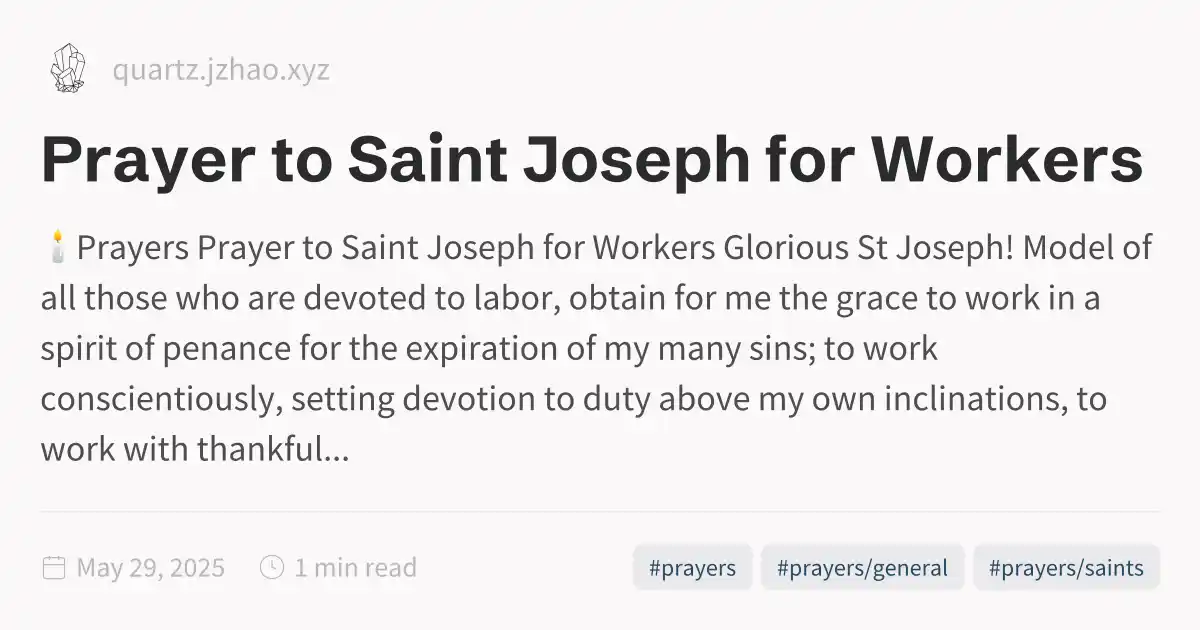 quartz.jzhao.xyz
Prayer to Saint Joseph for Workers
🕯️Prayers Prayer to Saint Joseph for Workers Glorious St Joseph! Model of
all those who are devoted to labor, obtain for me the grace to work in a
spirit of penance for the expiration of my many sins; to work
conscientiously, setting devotion to duty above my own inclinations, to
work with thankful...
May 29, 2025 1 min read #prayers #prayers/general #prayers/saints